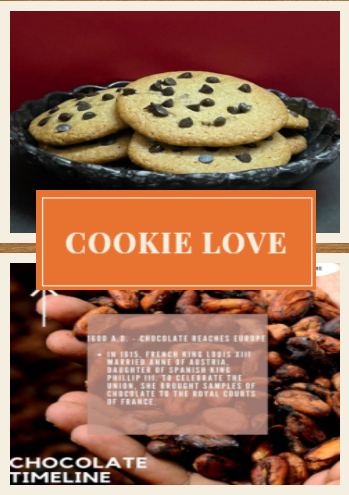 COOKIE LOVE
1600 A.D. - CHOCOLATE REACHES EUROPE
• IN 1615, FRENCH KING LOUIS XIII
MARRIED ANNE OF AUSTRIA,
DAUGHTER OF SPANISH KING
PHILLIP III. TO CELEBRATE THE
UNION, SHE BROUGHT SAMPLES OF
CHOCOLATE TO THE ROYAL COURTS
OF FRANCE.
CHOCOLATE
TIMELINE